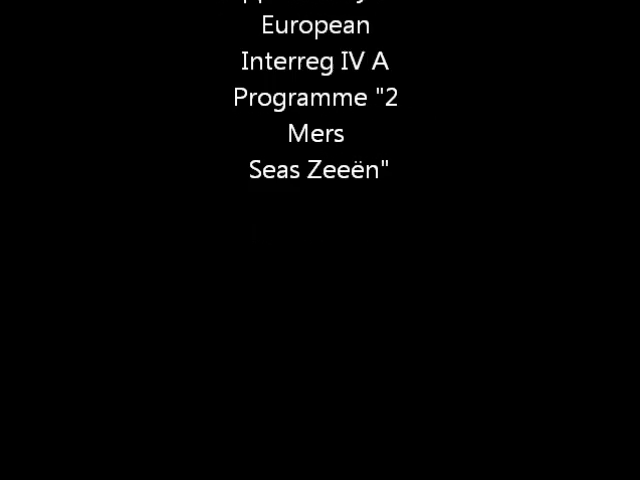 European
Interreg IV A
Programme "2
Mers
Seas Zeeën"